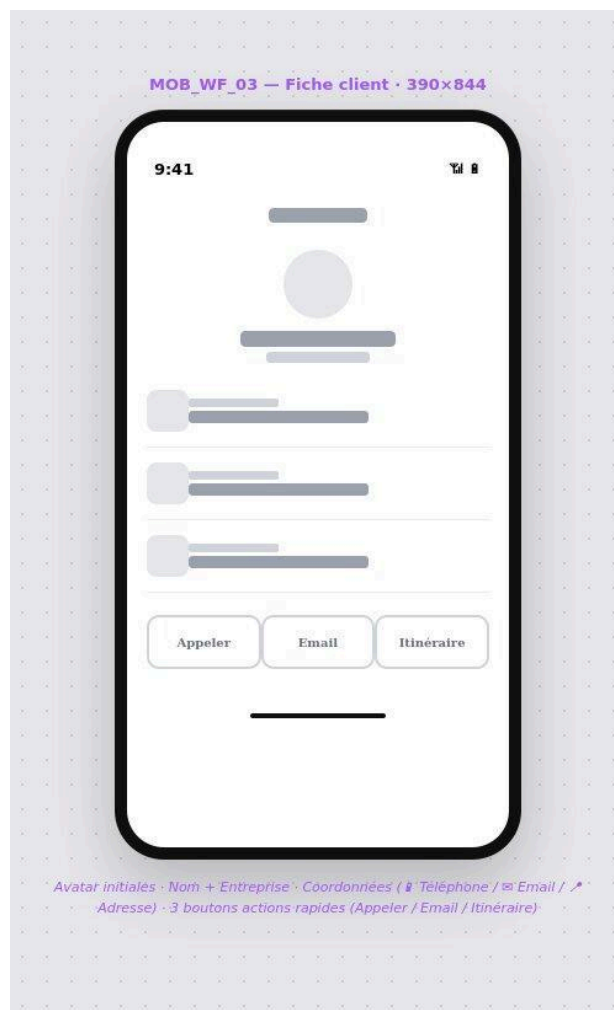 MOB_WF_03 — Fiche client · 390×844
9:41
Appeler
Email
Itinéraire
Avatar initiales · Nom + Entreprise · Coordonnées (📱 Téléphone / ✉ Email / 📍
Adresse) · 3 boutons actions rapides (Appeler / Email / Itinéraire)